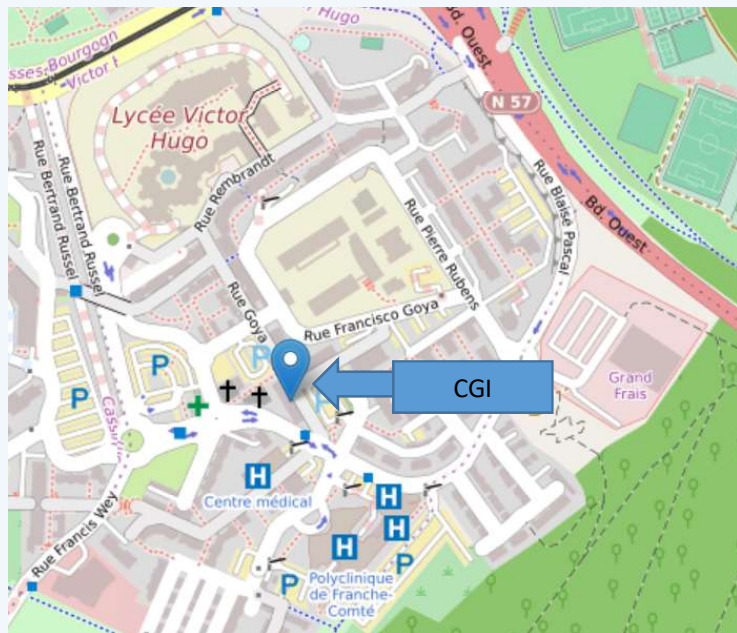 asses-Bourgogn
Victor
Hugo
Bd. Ouest
N 57
Lycée Victor
Hugo
Rue Rembrandt
Rue Bertrand Russel
Rue Bertrand Russel
Rue Blaise Pascal
Bd. Ouest
Rue Pierre Rubens
Rue Goya
Rue Francisco Goya
P
P
P
P
CGI
Grand
Frais
H
Centre médical
H
H
H
Rue Francis Wey
P
P
Polyclinique
de Franche-
Comté